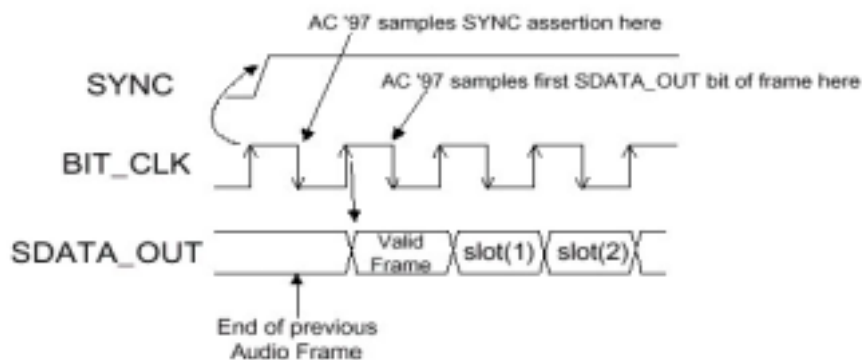 AC '97 samples SYNC assertion here
SYNC
AC '97 samples first SDATA_OUT bit of frame here
BIT_CLK
SDATA_OUT
Valid
Frame
slot(1)
slot(2)
End of previous
Audio Frame